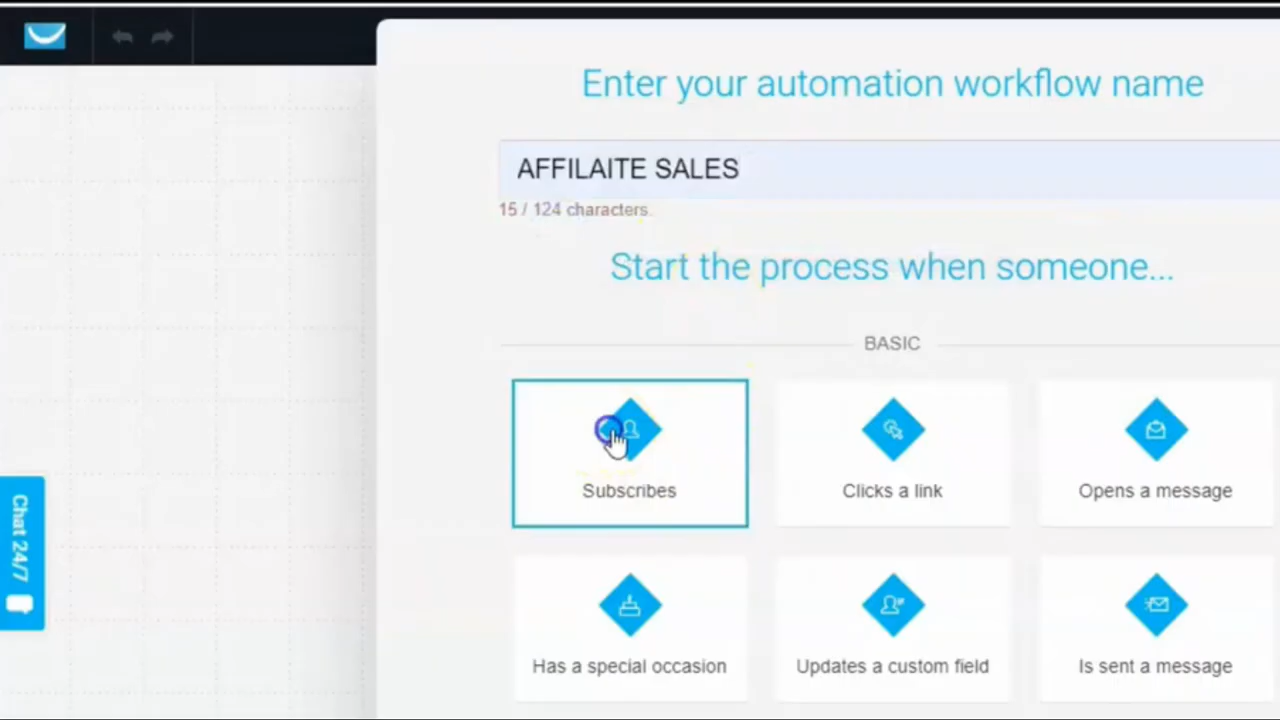 Enter your automation workflow name
AFFILAITE SALES
15 / 124 characters.
Start the process when someone...
BASIC
Subscribes
Clicks a link
Opens a message
Chat 24/7
Has a special occasion
Updates a custom field
Is sent a message